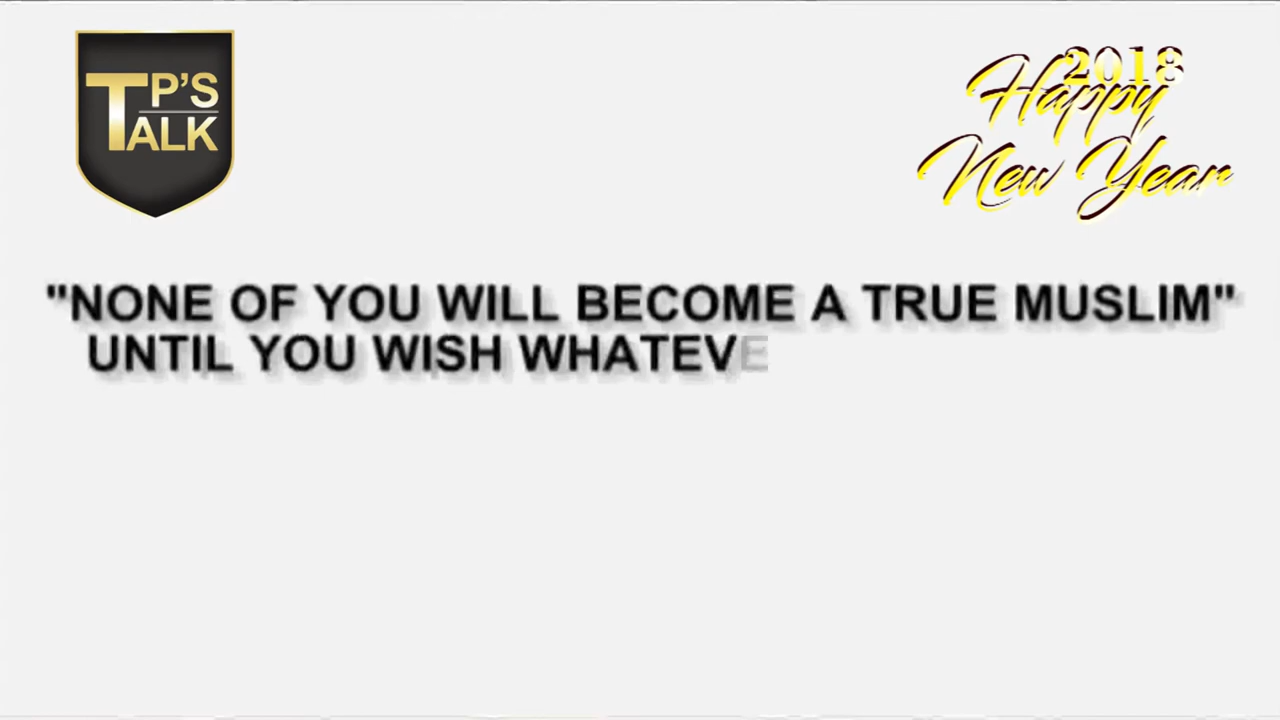 TP'S
TALK
2018
Happy
New Year
"NONE OF YOU WILL BECOME A TRUE MUSLIM"
UNTIL YOU WISH WHATEVE